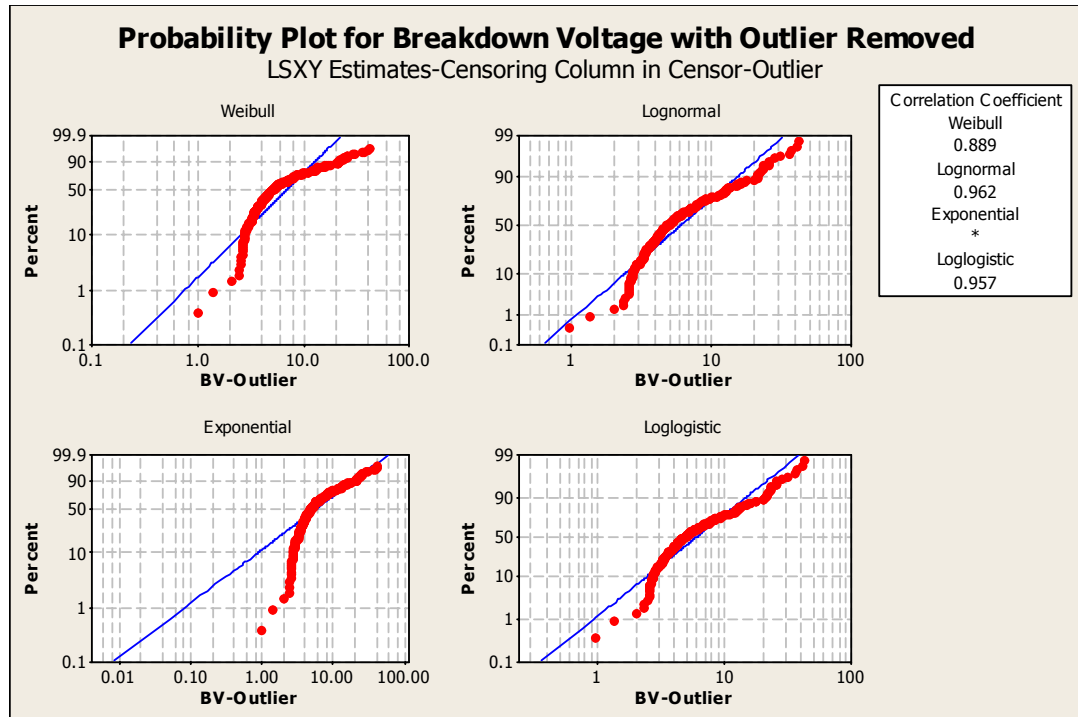 Probability Plot for Breakdown Voltage with Outlier Removed
LSXY Estimates-Censoring Column in Censor-Outlier
Weibull
Percent
99.9
90
50
10
1
0.1
0.1 1.0 10.0 100.0
BV-Outlier
Lognormal
Percent
99
90
50
10
1
0.1
1 10 100
BV-Outlier
Correlation Coefficient
Weibull
0.889
Lognormal
0.962
Exponential
*
Loglogistic
0.957
Exponential
Percent
99.9
90
50
10
1
0.1
0.01 0.10 1.00 10.00 100.00
BV-Outlier
Loglogistic
Percent
99
90
50
10
1
0.1
1 10 100
BV-Outlier